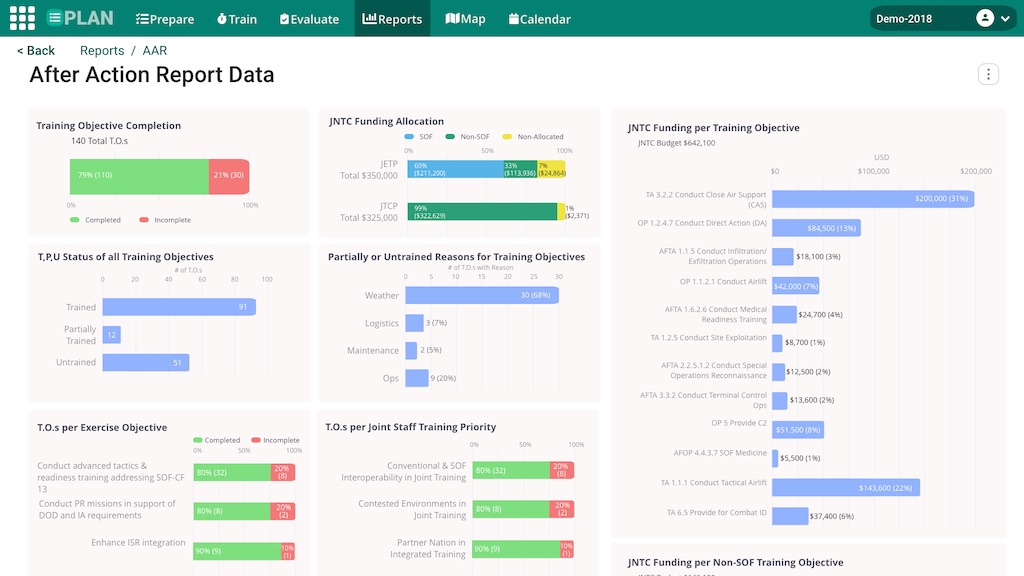 PLAN
Prepare
Train
Evaluate
Reports
Map
Calendar
Demo-2018
< Back
Reports / AAR
After Action Report Data
Training Objective Completion
140 Total T.O.s
79% (110)
21% (30)
0%
100%
Completed
Incomplete
JNTC Funding Allocation
SOF
Non-SOF
Non-Allocated
0%
50%
100%
JETP
Total $350,000
60%
($211,200)
33%
($113,936)
7%
($24,864)
JTCP
Total $325,000
99%
($322,629)
1%
($2,371)
T,P,U Status of all Training Objectives
# of T.O.s
0
20
40
60
80
100
Trained
91
Partially
Trained
12
Untrained
51
Partially or Untrained Reasons for Training Objectives
# of T.O.s with Reason
0
5
10
15
20
25
30
Weather
30 (68%)
Logistics
3 (7%)
Maintenance
2 (5%)
Ops
9 (20%)
T.O.s per Exercise Objective
Completed
Incomplete
0%
50%
100%
Conduct advanced tactics &
readiness training addressing SOF-CF
13
80% (32)
20%
(8)
Conduct PR missions in support of
DOD and IA requirements
80% (8)
20%
(2)
Enhance ISR integration
90% (9)
10%
(1)
T.O.s per Joint Staff Training Priority
0%
50%
100%
Conventional & SOF
Interoperability in Joint Training
80% (32)
20%
(8)
Contested Environments in
Joint Training
80% (8)
20%
(2)
Partner Nation in
Integrated Training
90% (9)
10%
(1)
JNTC Funding per Training Objective
JNTC Budget $642,100
USD
$0
$100,000
$200,000
TA 3.2.2 Conduct Close Air Support
(CAS)
$200,000 (31%)
OP 1.2.4.7 Conduct Direct Action (DA)
$84,500 (13%)
AFTA 1.1.5 Conduct Infiltration/
Exfiltration Operations
$18,100 (3%)
OP 1.1.2.1 Conduct Airlift
$42,000 (7%)
AFTA 1.6.2.6 Conduct Medical
Readiness Training
$24,700 (4%)
TA 1.2.5 Conduct Site Exploitation
$8,700 (1%)
AFTA 2.2.5.1.2 Conduct Special
Operations Reconnaissance
$12,500 (2%)
AFTA 3.3.2 Conduct Terminal Control
Ops
$13,600 (2%)
OP 5 Provide C2
$51,500 (8%)
AFOP 4.4.3.7 SOF Medicine
$5,500 (1%)
TA 1.1.1 Conduct Tactical Airlift
$143,600 (22%)
TA 6.5 Provide for Combat ID
$37,400 (6%)
JNTC Funding per Non-SOF Training Objective